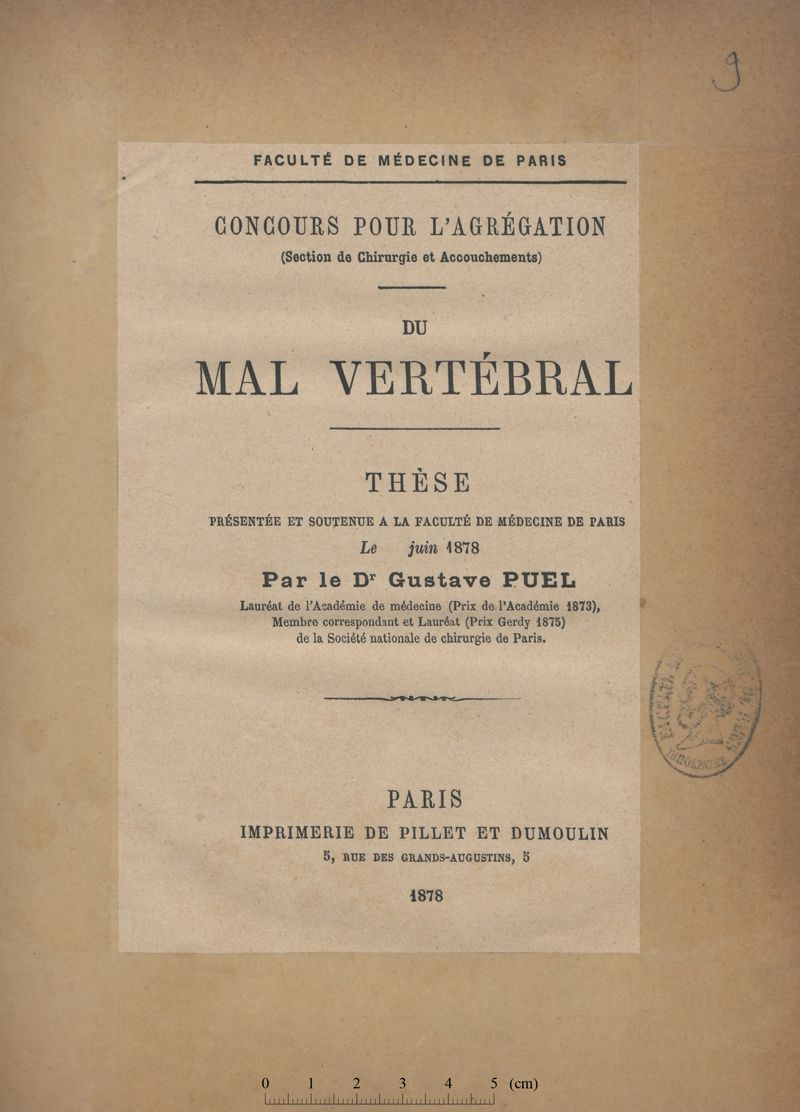 9
FACULTÉ DE MÉDECINE DE PARIS
CONCOURS POUR L'AGRÉGATION
(Section de Chirurgie et Accouchements)
DU
MAL VERTÉBRAL
THÈSE
PRÉSENTÉE ET SOUTENUE A LA FACULTÉ DE MÉDECINE DE PARIS
Le juin 1878
Par le Dr Gustave PUEL
Lauréat de l'Académie de médecine (Prix de l'Académie 1873),
Membre correspondant et Lauréat (Prix Gerdy 1875)
de la Société nationale de chirurgie de Paris.
PARIS
IMPRIMERIE DE PILLET ET DUMOULIN
5, RUE DES GRANDS-AUGUSTINS, 5
1878
0 1 2 3 4 5 (cm)